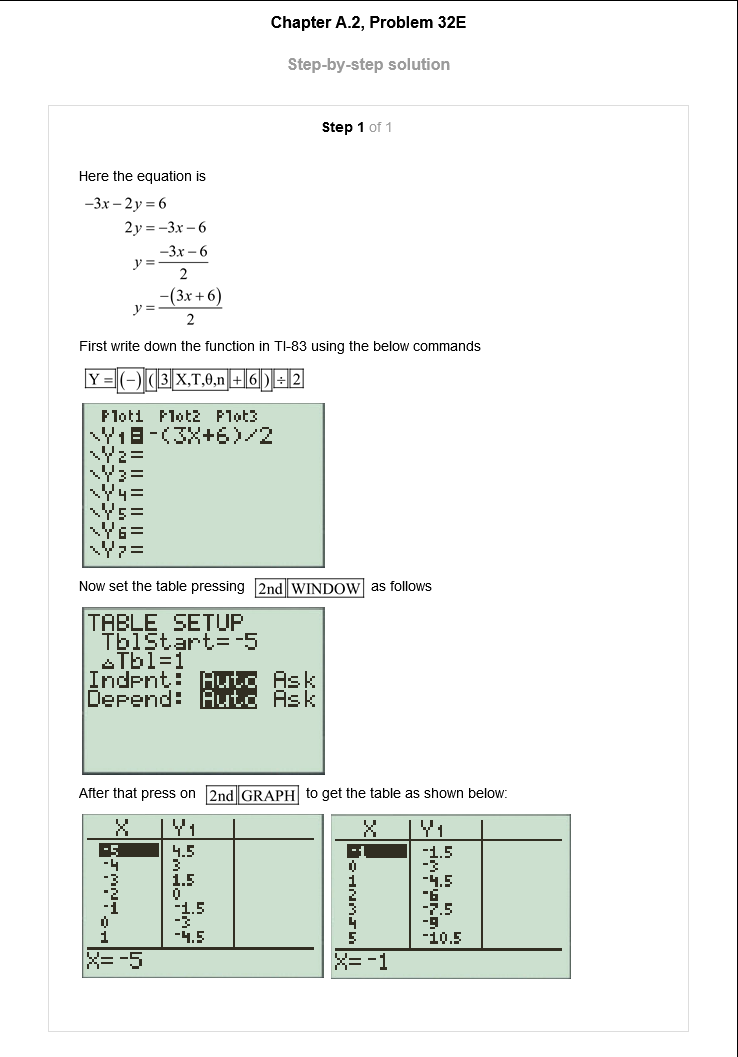 Chapter A.2, Problem 32E
Step-by-step solution
Step 1 of 1
Here the equation is
−3x − 2y = 6
2y = −3x − 6
y = \frac{−3x − 6}{2}
y = \frac{−(3x + 6)}{2}
First write down the function in TI-83 using the below commands
Y = (−) ( 3 X,T,θ,n + 6 ) ÷ 2
Plot1 Plot2 Plot3
\Y1=-(3X+6)/2
\Y2=
\Y3=
\Y4=
\Y5=
\Y6=
\Y7=
Now set the table pressing 2nd WINDOW as follows
TABLE SETUP
TblStart=-5
△Tbl=1
Indpnt: Auto Ask
Depend: Auto Ask
After that press on 2nd GRAPH to get the table as shown below:
X Y1
-5 4.5
-4 3
-3 1.5
-2 0
-1 -1.5
0 -3
1 -4.5
X=-5
X Y1
-1 -1.5
0 -3
1 -4.5
2 -6
3 -7.5
4 -9
5 -10.5
X=-1